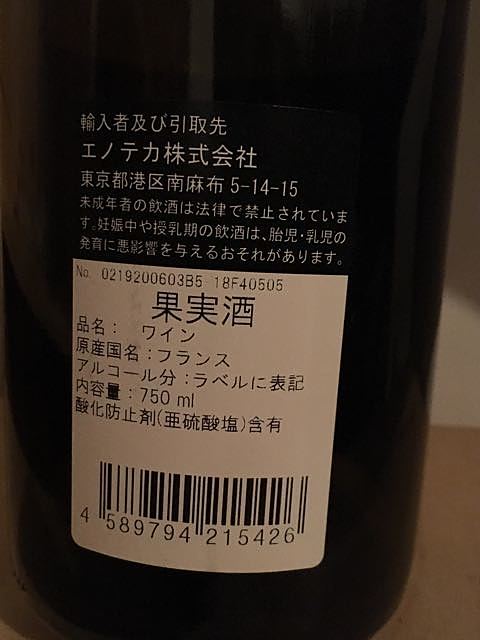 輸入者及び引取先
エノテカ株式会社
東京都港区南麻布 5-14-15
未成年者の飲酒は法律で禁止されていま
す。妊娠中や授乳期の飲酒は、胎児・乳児の
発育に悪影響を与えるおそれがあります。
No. 0219200603B5 18F40505
果実酒
品名： ワイン
原産国名：フランス
アルコール分：ラベルに表記
内容量：750 ml
酸化防止剤(亜硫酸塩)含有
4 589794 215426